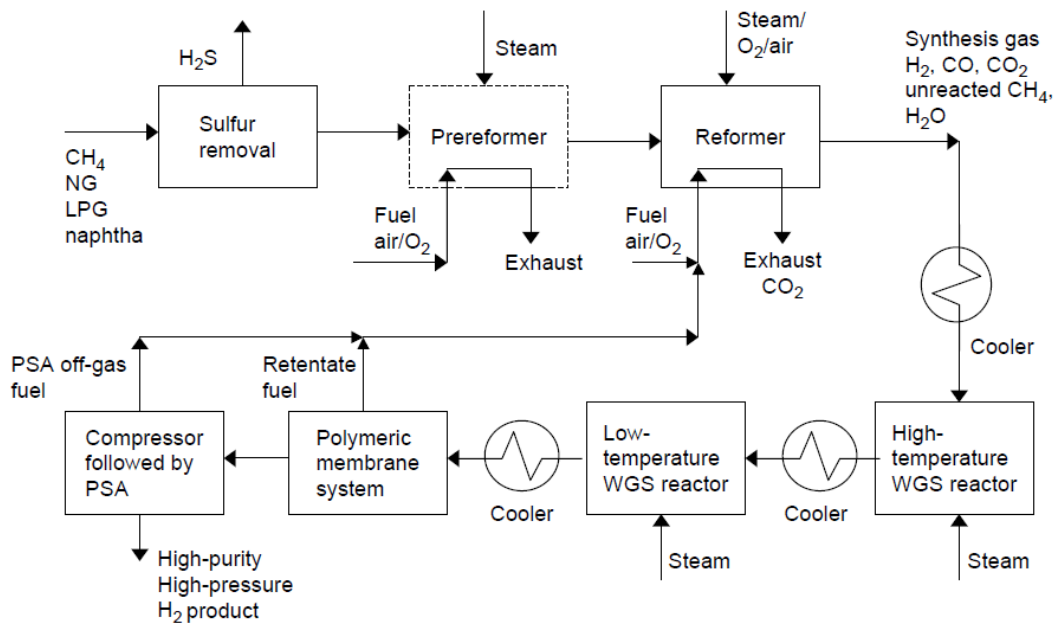 H2S
Steam
Steam/
O2/air
Synthesis gas
H2, CO, CO2
unreacted CH4,
H2O
Sulfur
removal
Prereformer
Reformer
CH4
NG
LPG
naphtha
Fuel
air/O2
Exhaust
Fuel
air/O2
Exhaust
CO2
Cooler
PSA off-gas
fuel
Retentate
fuel
Compressor
followed by
PSA
Polymeric
membrane
system
Cooler
Low-
temperature
WGS reactor
Cooler
High-
temperature
WGS reactor
Steam
Steam
High-purity
High-pressure
H2 product